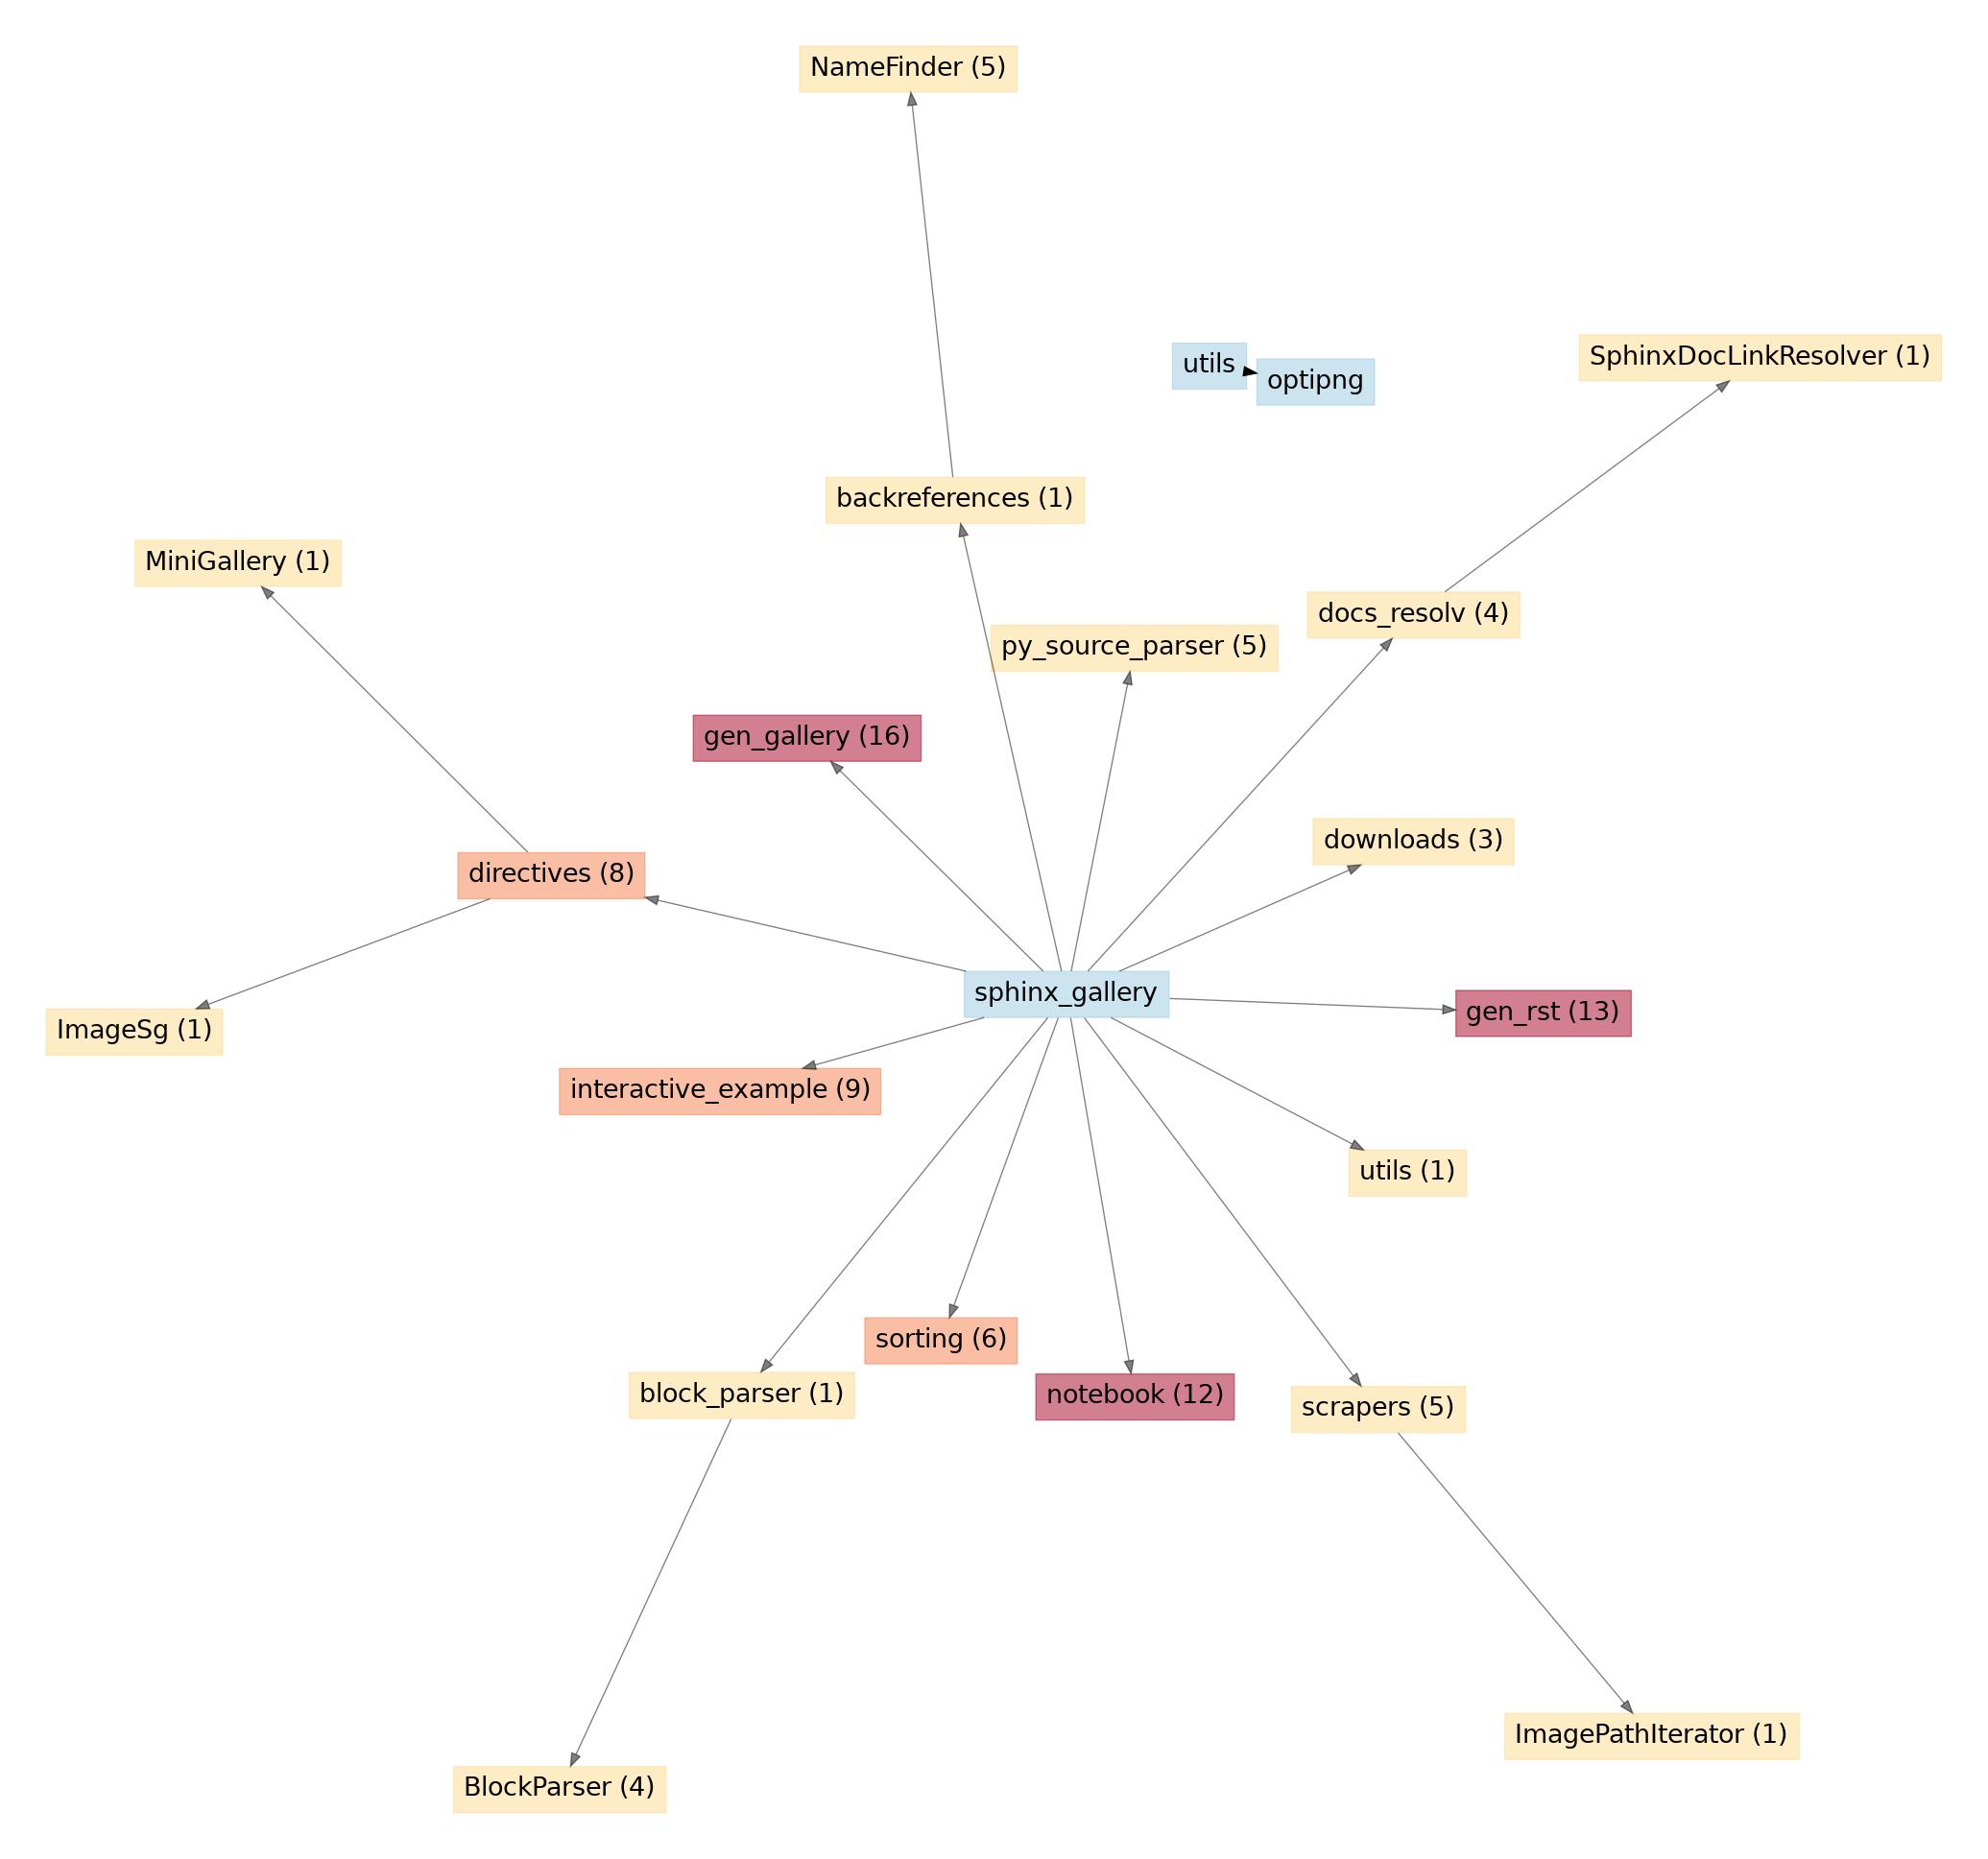 NameFinder (5)
SphinxDocLinkResolver (1)
utils
optipng
backreferences (1)
MiniGallery (1)
docs_resolv (4)
py_source_parser (5)
gen_gallery (16)
downloads (3)
directives (8)
sphinx_gallery
gen_rst (13)
ImageSg (1)
interactive_example (9)
utils (1)
sorting (6)
block_parser (1)
notebook (12)
scrapers (5)
ImagePathIterator (1)
BlockParser (4)